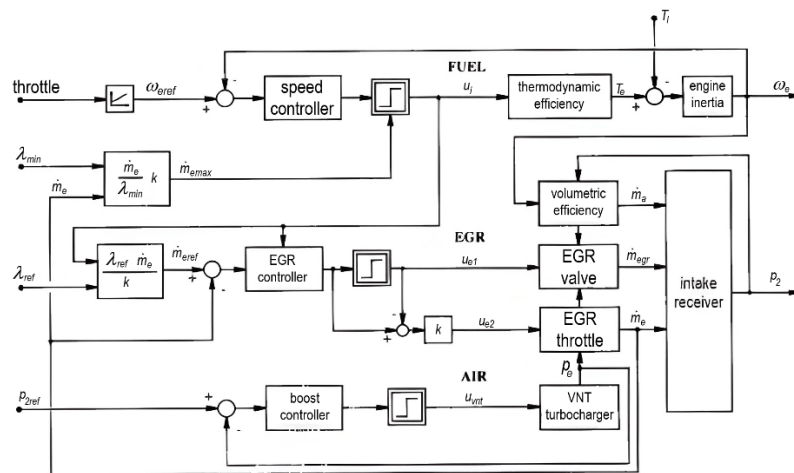 T_l
FUEL
throttle
ω_eref
-
+
speed
controller
u_i
thermodynamic
efficiency
T_e
-
+
engine
inertia
ω_e
λ_min
ṁ_e
ṁ_e
λ_min
k
ṁ_emax
volumetric
efficiency
ṁ_a
EGR
λ_ref
λ_ref ṁ_e
k
ṁ_eref
+
-
EGR
controller
u_e1
EGR
valve
ṁ_egr
intake
receiver
p_2
-
+
k
u_e2
EGR
throttle
ṁ_e
AIR
p_e
p_2ref
+
-
boost
controller
u_vnt
VNT
turbocharger